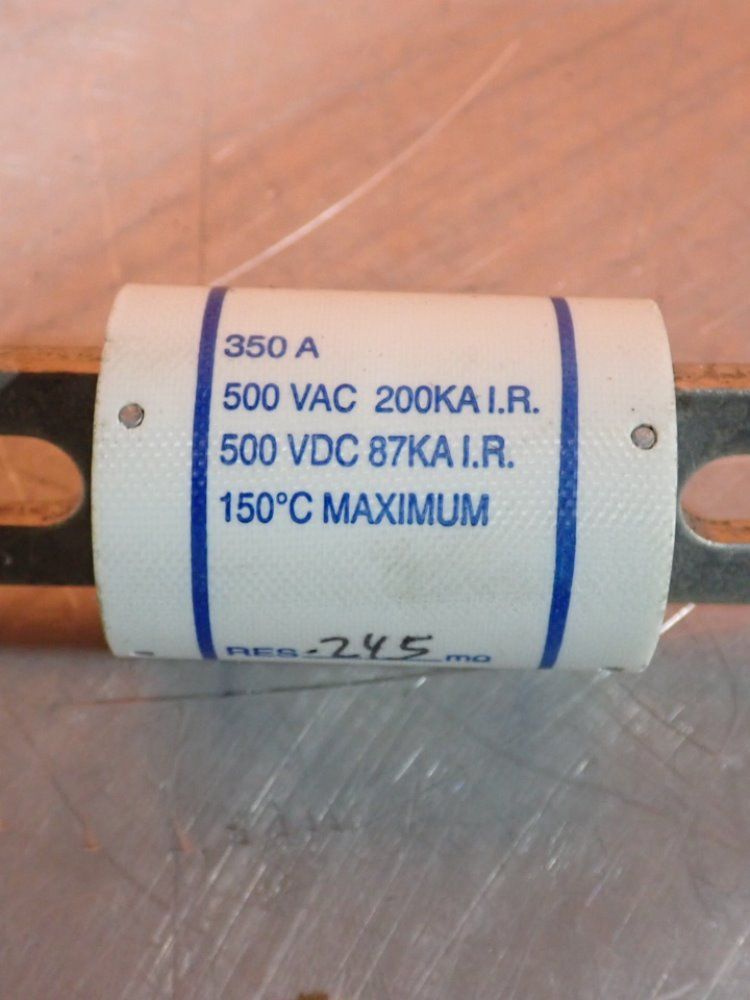 350 A
500 VAC 200KA I.R.
500 VDC 87KA I.R.
150°C MAXIMUM
RES .245 mΩ